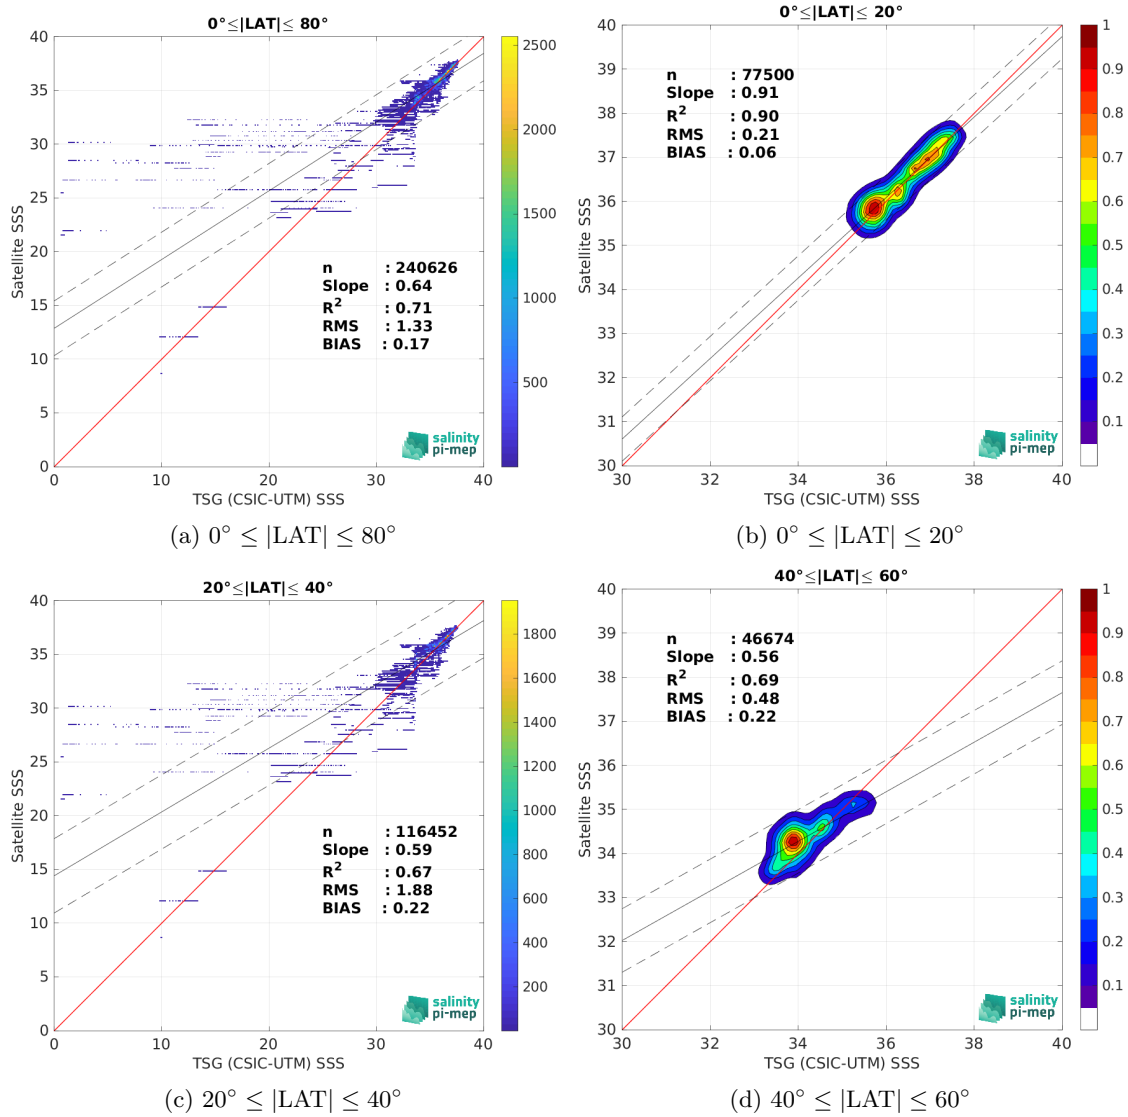 0°≤|LAT|≤ 80°
40
35
30
25
20
15
10
5
0
Satellite SSS
n : 240626
Slope : 0.64
R2 : 0.71
RMS : 1.33
BIAS : 0.17
salinity
pi-mep
0 10 20 30 40
TSG (CSIC-UTM) SSS
2500
2000
1500
1000
500
(a) 0° ≤ |LAT| ≤ 80°
0°≤|LAT|≤ 20°
40
39
38
37
36
35
34
33
32
31
30
Satellite SSS
n : 77500
Slope : 0.91
R2 : 0.90
RMS : 0.21
BIAS : 0.06
salinity
pi-mep
30 32 34 36 38 40
TSG (CSIC-UTM) SSS
1
0.9
0.8
0.7
0.6
0.5
0.4
0.3
0.2
0.1
(b) 0° ≤ |LAT| ≤ 20°
20°≤|LAT|≤ 40°
40
35
30
25
20
15
10
5
0
Satellite SSS
n : 116452
Slope : 0.59
R2 : 0.67
RMS : 1.88
BIAS : 0.22
salinity
pi-mep
0 10 20 30 40
TSG (CSIC-UTM) SSS
1800
1600
1400
1200
1000
800
600
400
200
(c) 20° ≤ |LAT| ≤ 40°
40°≤|LAT|≤ 60°
40
39
38
37
36
35
34
33
32
31
30
Satellite SSS
n : 46674
Slope : 0.56
R2 : 0.69
RMS : 0.48
BIAS : 0.22
salinity
pi-mep
30 32 34 36 38 40
TSG (CSIC-UTM) SSS
1
0.9
0.8
0.7
0.6
0.5
0.4
0.3
0.2
0.1
(d) 40° ≤ |LAT| ≤ 60°